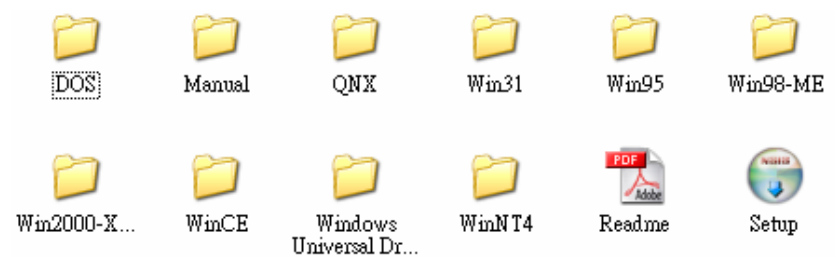 DOS Manual QNX Win31 Win95 Win98-ME
PDF
Adobe
Win2000-X... WinCE Windows Universal Dr... WinNT4 Readme Setup